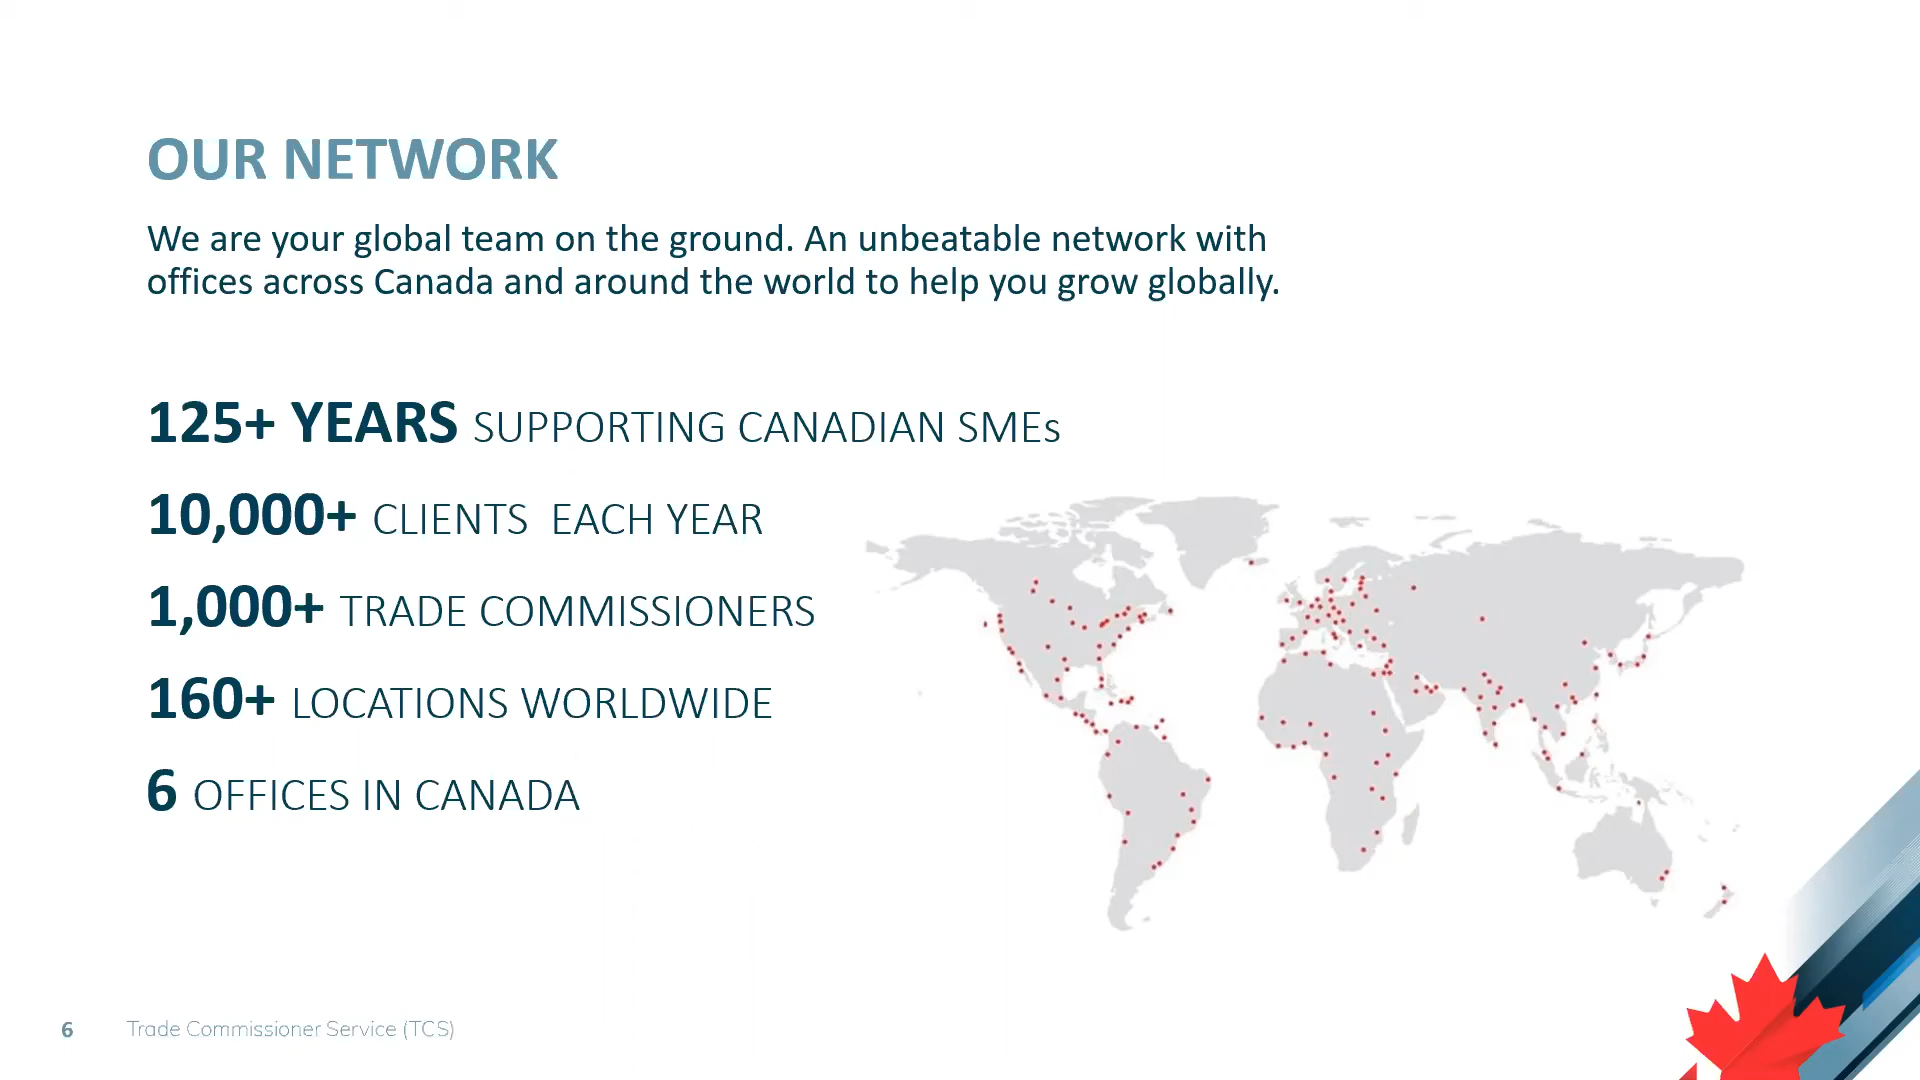 OUR NETWORK
We are your global team on the ground. An unbeatable network with
offices across Canada and around the world to help you grow globally.
125+ YEARS SUPPORTING CANADIAN SMEs
10,000+ CLIENTS  EACH YEAR
1,000+ TRADE COMMISSIONERS
160+ LOCATIONS WORLDWIDE
6 OFFICES IN CANADA
6 Trade Commissioner Service (TCS)